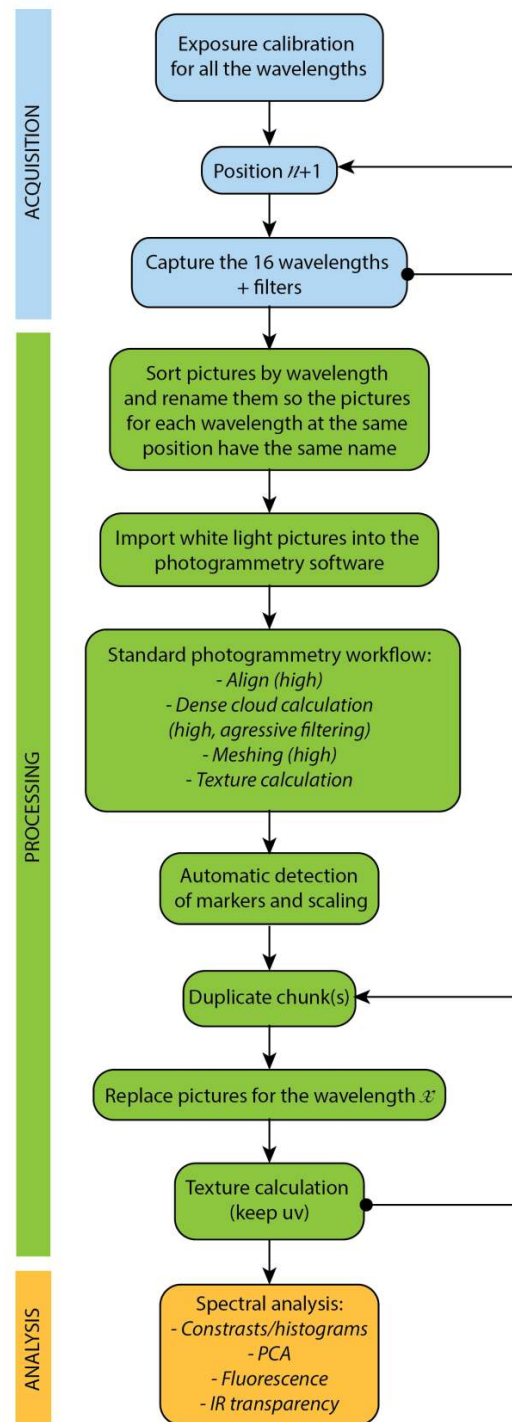 ACQUISITION
Exposure calibration
for all the wavelengths
Position n+1
Capture the 16 wavelengths
+ filters
PROCESSING
Sort pictures by wavelength
and rename them so the pictures
for each wavelength at the same
position have the same name
Import white light pictures into the
photogrammetry software
Standard photogrammetry workflow:
- Align (high)
- Dense cloud calculation
(high, agressive filtering)
- Meshing (high)
- Texture calculation
Automatic detection
of markers and scaling
Duplicate chunk(s)
Replace pictures for the wavelength x
Texture calculation
(keep uv)
ANALYSIS
Spectral analysis:
- Constrasts/histograms
- PCA
- Fluorescence
- IR transparency